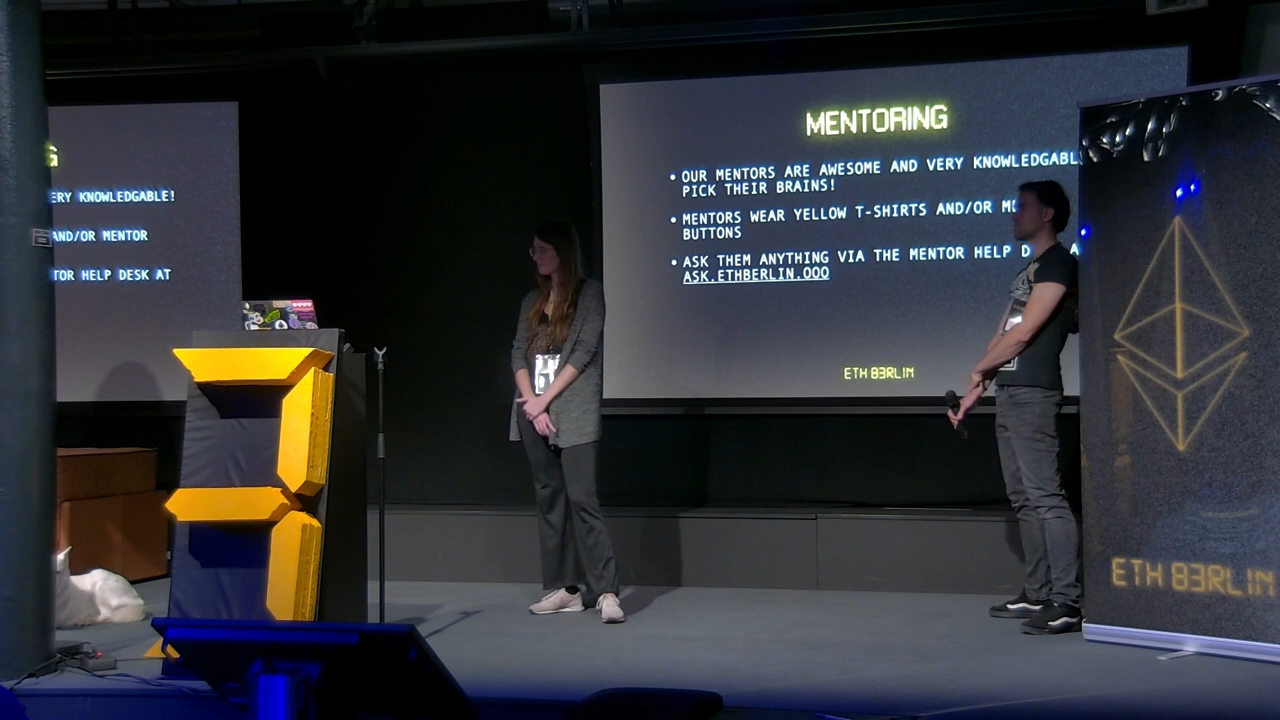 G
ERY KNOWLEDGABLE!
AND/OR MENTOR
TOR HELP DESK AT
MENTORING
• OUR MENTORS ARE AWESOME AND VERY KNOWLEDGABL
PICK THEIR BRAINS!
• MENTORS WEAR YELLOW T-SHIRTS AND/OR ME
BUTTONS
• ASK THEM ANYTHING VIA THE MENTOR HELP D A
ASK.ETHBERLIN.OOO
ETH B3RLIN
ETH B3RLIN